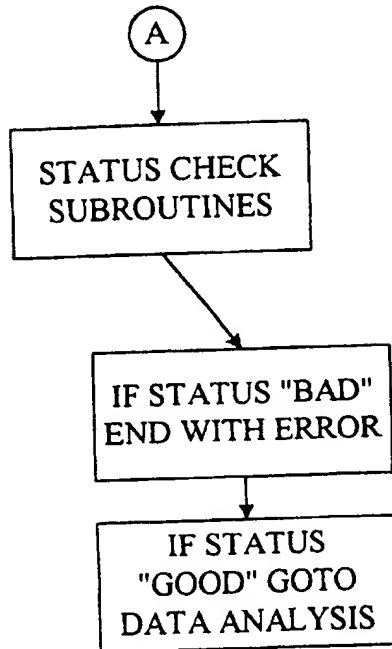 A
STATUS CHECK
SUBROUTINES
IF STATUS "BAD"
END WITH ERROR
IF STATUS
"GOOD" GOTO
DATA ANALYSIS